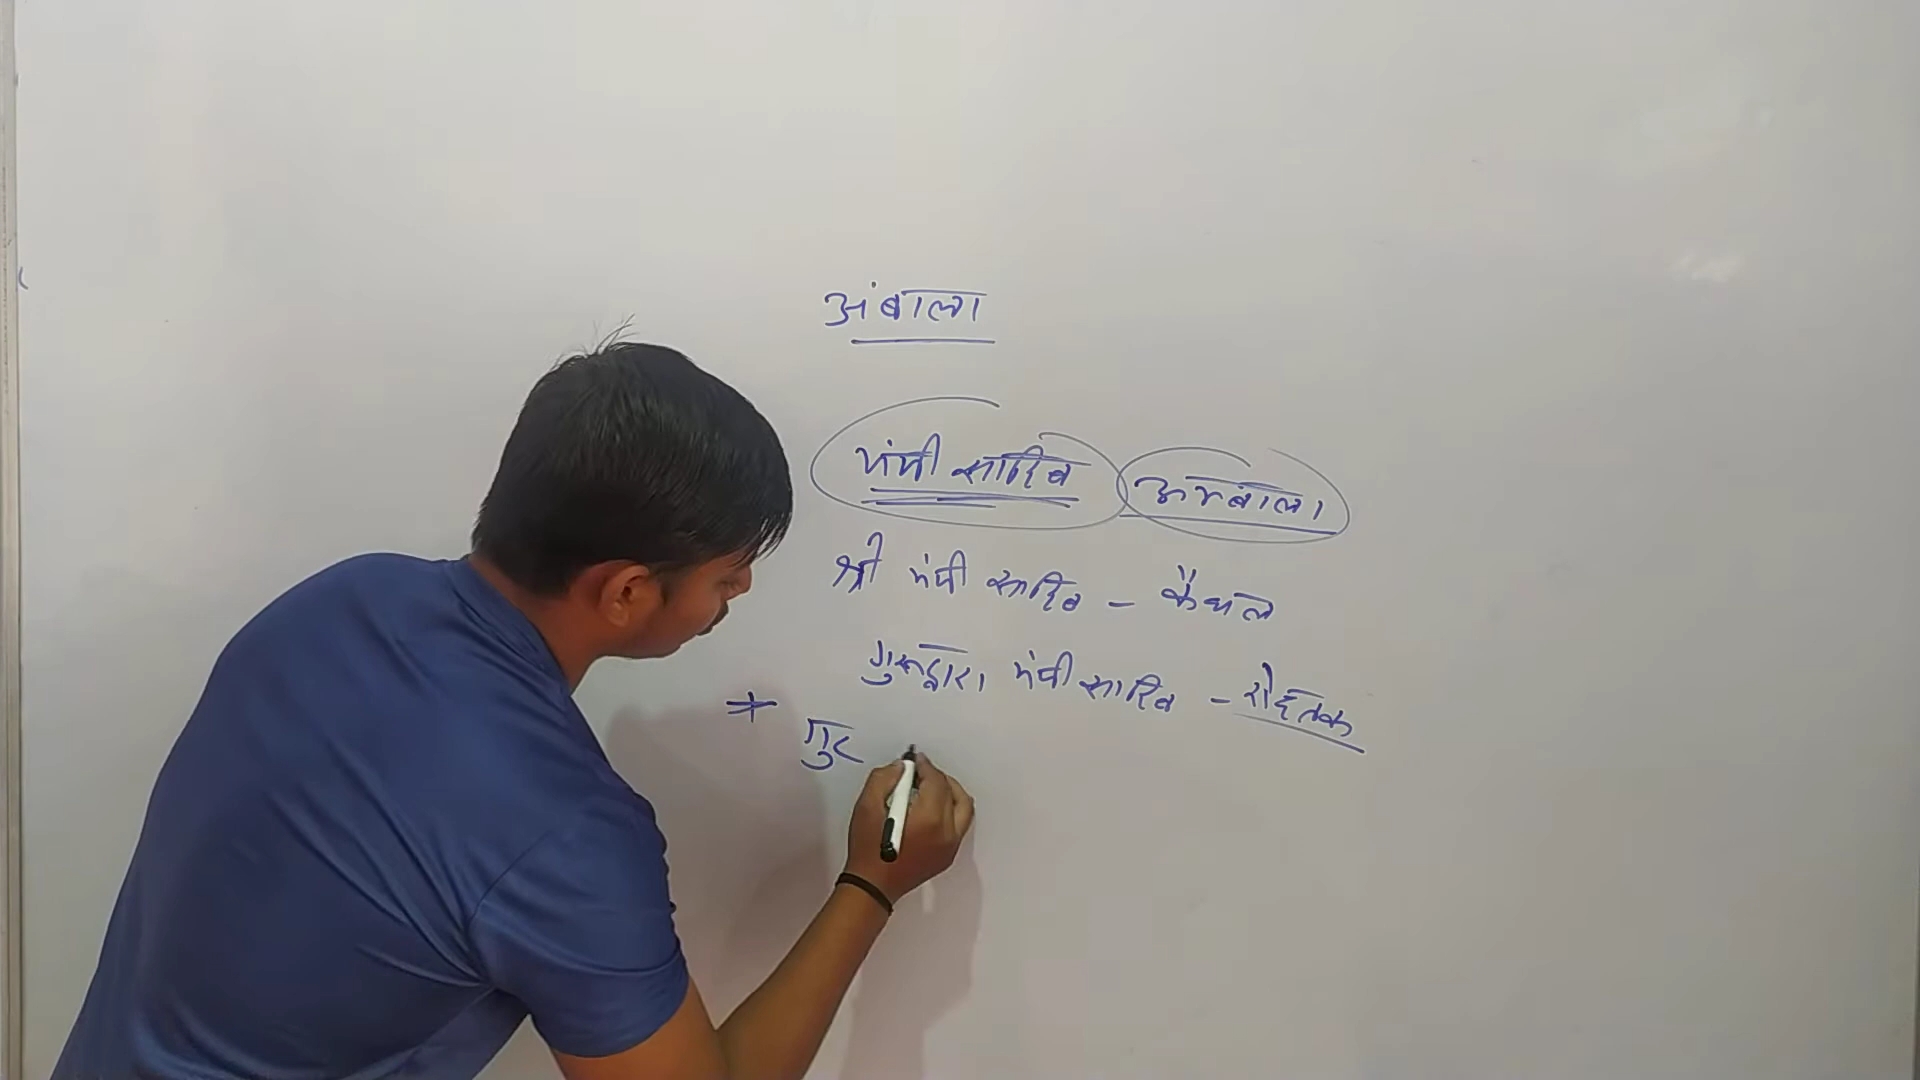 अंबाला
मंजी साहिब अम्बाला
श्री मंजी साहिब - कैथल
गुरूद्वारा मंजी साहिब - रोहतक
* गुर